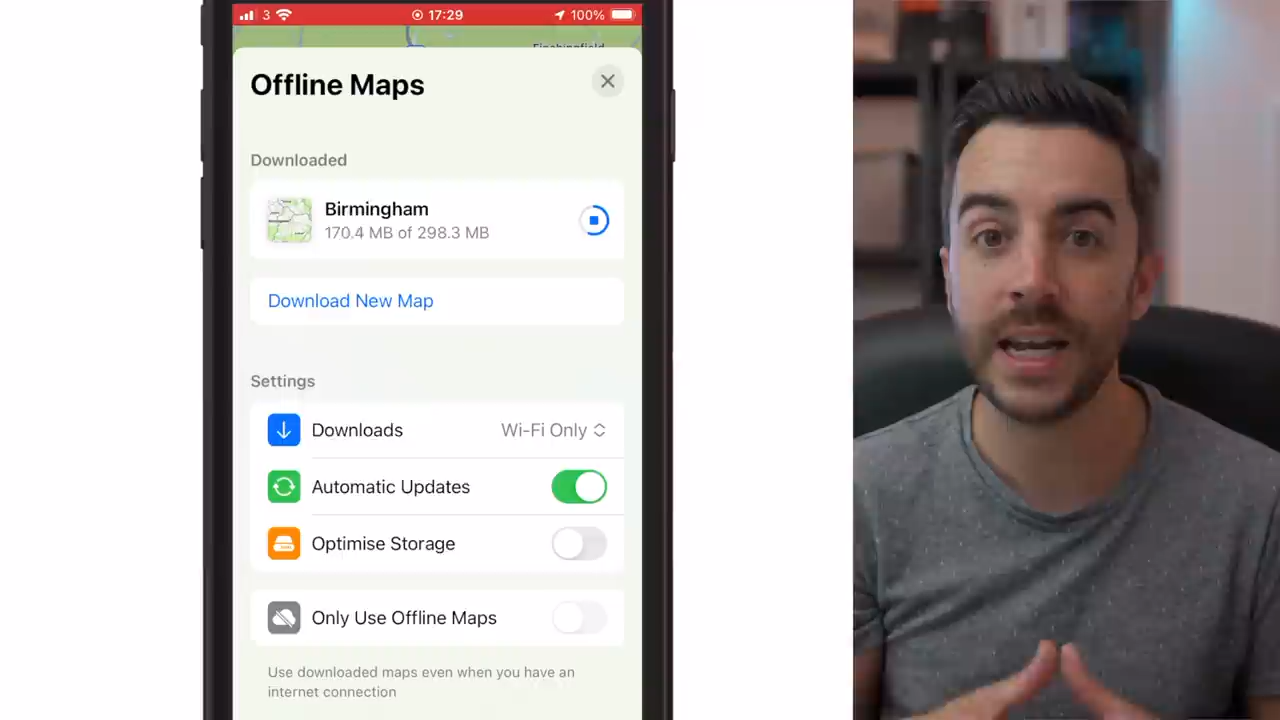 3 17:29 100%
Finchingfield
Offline Maps
Downloaded
Birmingham
170.4 MB of 298.3 MB
Download New Map
Settings
Downloads Wi-Fi Only
Automatic Updates
Optimise Storage
Only Use Offline Maps
Use downloaded maps even when you have an
internet connection